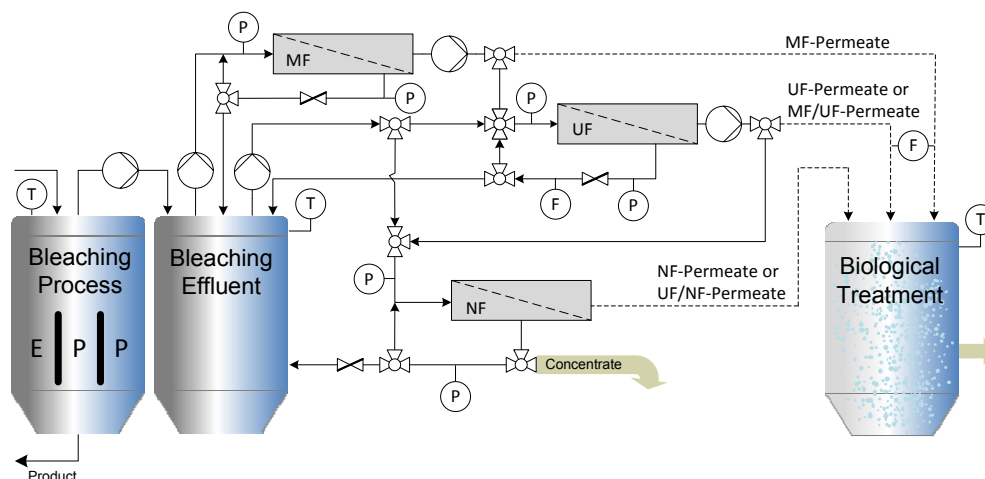 P
MF
P
MF-Permeate
P
UF
UF-Permeate or
MF/UF-Permeate
F
T
T
F
P
T
Bleaching
Process
E P P
Bleaching
Effluent
P
NF
NF-Permeate or
UF/NF-Permeate
Biological
Treatment
P
Concentrate
Product